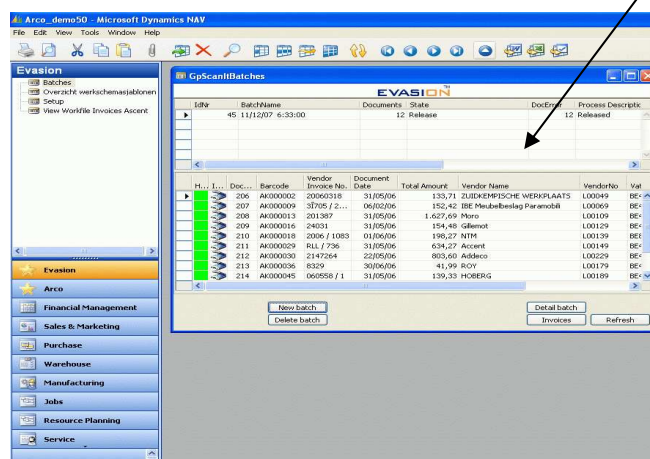 Arco_demo50 - Microsoft Dynamics NAV
File Edit View Tools Window Help
Evasion
Batches
Overzicht werkschemasjablonen
Setup
View Workfile Invoices Ascent
GpScanItBatches
EVASION™
IdNr BatchName Documents State DocError Process Descriptic
45 11/12/07 6:33:00 12 Release 12 Released
H... I... Doc... Barcode Vendor Invoice No. Document Date Total Amount Vendor Name VendorNo Vat
206 AK000002 20060318 31/05/06 133,71 ZUIDKEMPISCHE WERKPLAATS L00049
207 AK000009 31705 / 2... 06/02/06 152,42 IBE Meubelbeslag Paramobili L00069
208 AK000013 201387 31/05/06 1.627,69 Moro L00109
209 AK000016 24031 31/05/06 154,48 Gillemot L00129
210 AK000018 2006 / 1083 01/06/06 198,27 NTM L00139
211 AK000029 RLL / 736 31/05/06 634,27 Accent L00149
212 AK000030 2147264 22/05/06 803,60 Addeco L00229
213 AK000036 8329 30/06/06 41,99 ROY L00179
214 AK000045 060558 / 1 31/05/06 139,33 HOBERG L00189
New batch Detail batch
Delete batch Invoices Refresh
Evasion
Arco
Financial Management
Sales & Marketing
Purchase
Warehouse
Manufacturing
Jobs
Resource Planning
Service